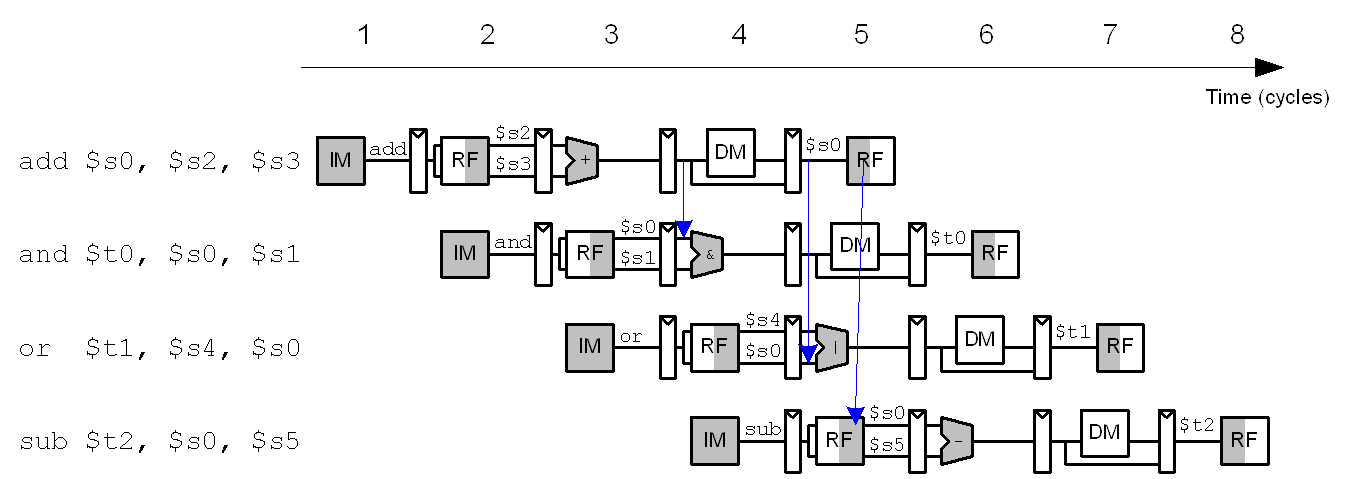 1 2 3 4 5 6 7 8
Time (cycles)
add $s0, $s2, $s3 IM add RF $s2 $s3 + DM $s0 RF
and $t0, $s0, $s1 IM and RF $s0 $s1 & DM $t0 RF
or $t1, $s4, $s0 IM or RF $s4 $s0 | DM $t1 RF
sub $t2, $s0, $s5 IM sub RF $s0 $s5 - DM $t2 RF